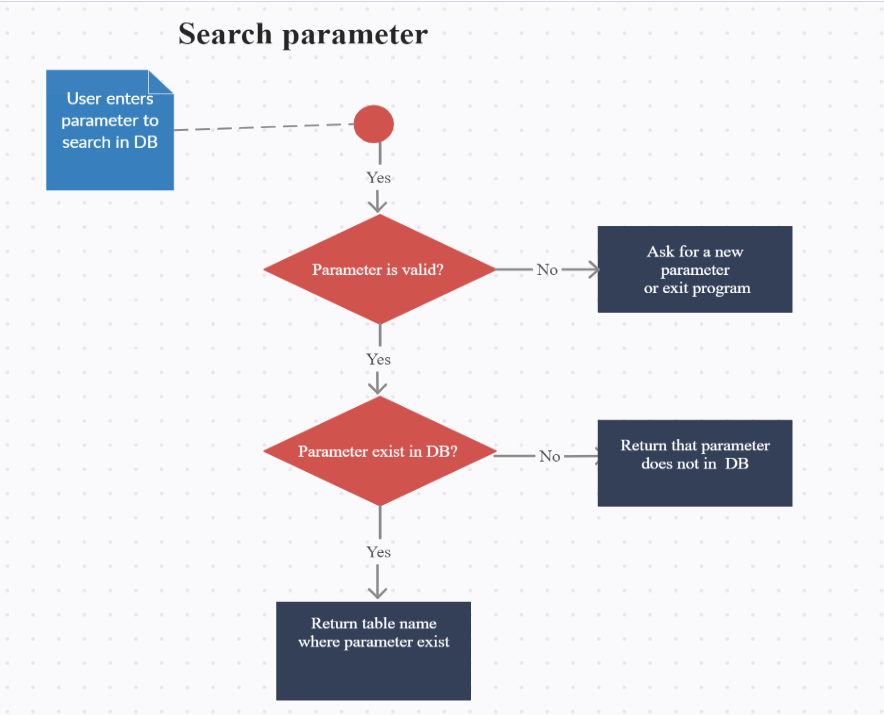 Search parameter
User enters
parameter to
search in DB
Yes
Parameter is valid?
No
Ask for a new
parameter
or exit program
Yes
Parameter exist in DB?
No
Return that parameter
does not in  DB
Yes
Return table name
where parameter exist